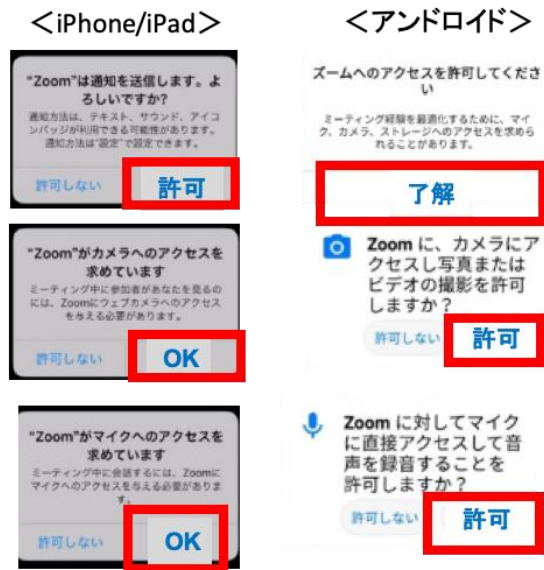 ＜iPhone/iPad＞
"Zoom"は通知を送信します。よ
ろしいですか?
通知方法は、テキスト、サウンド、アイコ
ンバッジが利用できる可能性があります。
通知方法は"設定"で設定できます。
許可しない
許可
"Zoom"がカメラへのアクセスを
求めています
ミーティング中に参加者があなたを見るの
には、Zoomにウェブカメラへのアクセス
を与える必要があります。
許可しない
OK
"Zoom"がマイクへのアクセスを
求めています
ミーティング中に会話するには、Zoomに
マイクへのアクセスを与える必要がありま
す。
許可しない
OK
＜アンドロイド＞
ズームへのアクセスを許可してくださ
い
ミーティング経験を最適化するために、マイ
ク、カメラ、ストレージへのアクセスを求めら
れることがあります。
了解
Zoom に、カメラにア
クセスし写真または
ビデオの撮影を許可
しますか？
許可しない
許可
Zoom に対してマイク
に直接アクセスして音
声を録音することを
許可しますか？
許可しない
許可